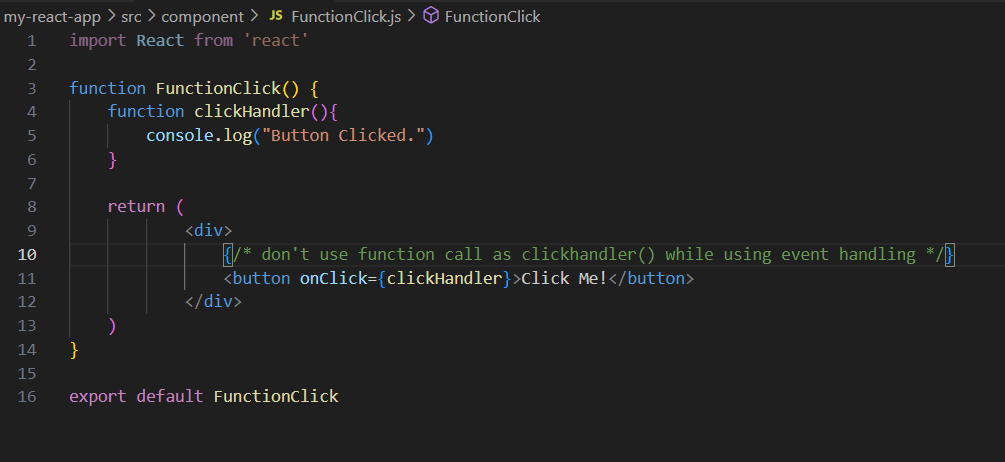 my-react-app > src > component > JS FunctionClick.js > FunctionClick
1 import React from 'react'
2
3 function FunctionClick() {
4 function clickHandler(){
5 console.log("Button Clicked.")
6 }
7
8 return (
9 <div>
10 {/* don't use function call as clickhandler() while using event handling */}
11 <button onClick={clickHandler}>Click Me!</button>
12 </div>
13 )
14 }
15
16 export default FunctionClick